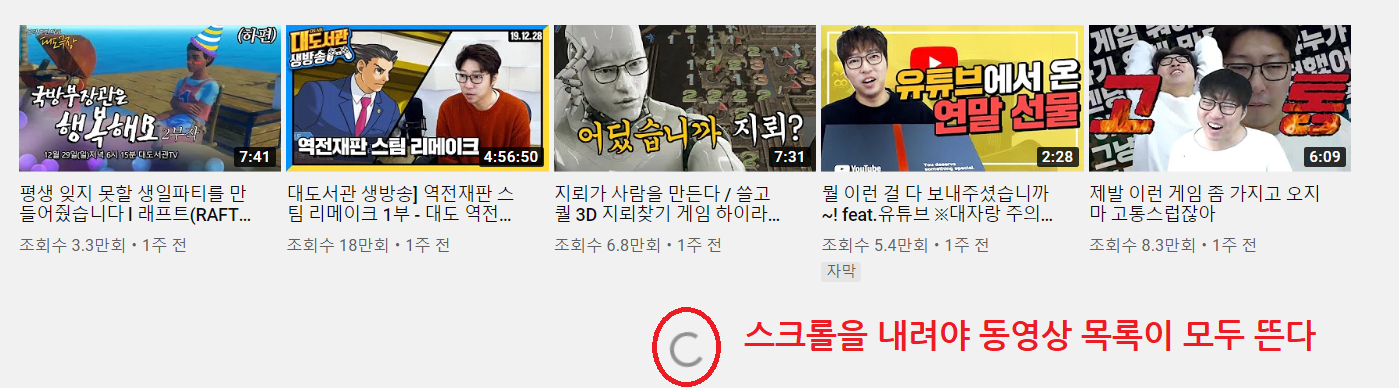 대도무장
(하편)
국방부장관은
행복해요
2부作
12월 29일(일)저녁 6시 15분 대도서관TV
7:41
대도서관
생방송
19.12.28
역전재판 스팀 리메이크
4:56:50
어딨습니까 지뢰?
7:31
유튜브에서 온
연말 선물
YouTube
You deserve
something special.
2:28
고통
6:09
평생 잊지 못할 생일파티를 만
들어줬습니다 I 래프트(RAFT...
조회수 3.3만회 • 1주 전
대도서관 생방송] 역전재판 스
팀 리메이크 1부 - 대도 역전...
조회수 18만회 • 1주 전
지뢰가 사람을 만든다 / 쓸고
퀄 3D 지뢰찾기 게임 하이라...
조회수 6.8만회 • 1주 전
뭘 이런 걸 다 보내주셨습니까
~! feat.유튜브 ※대자랑 주의...
조회수 5.4만회 • 1주 전
자막
제발 이런 게임 좀 가지고 오지
마 고통스럽잖아
조회수 8.3만회 • 1주 전
스크롤을 내려야 동영상 목록이 모두 뜬다